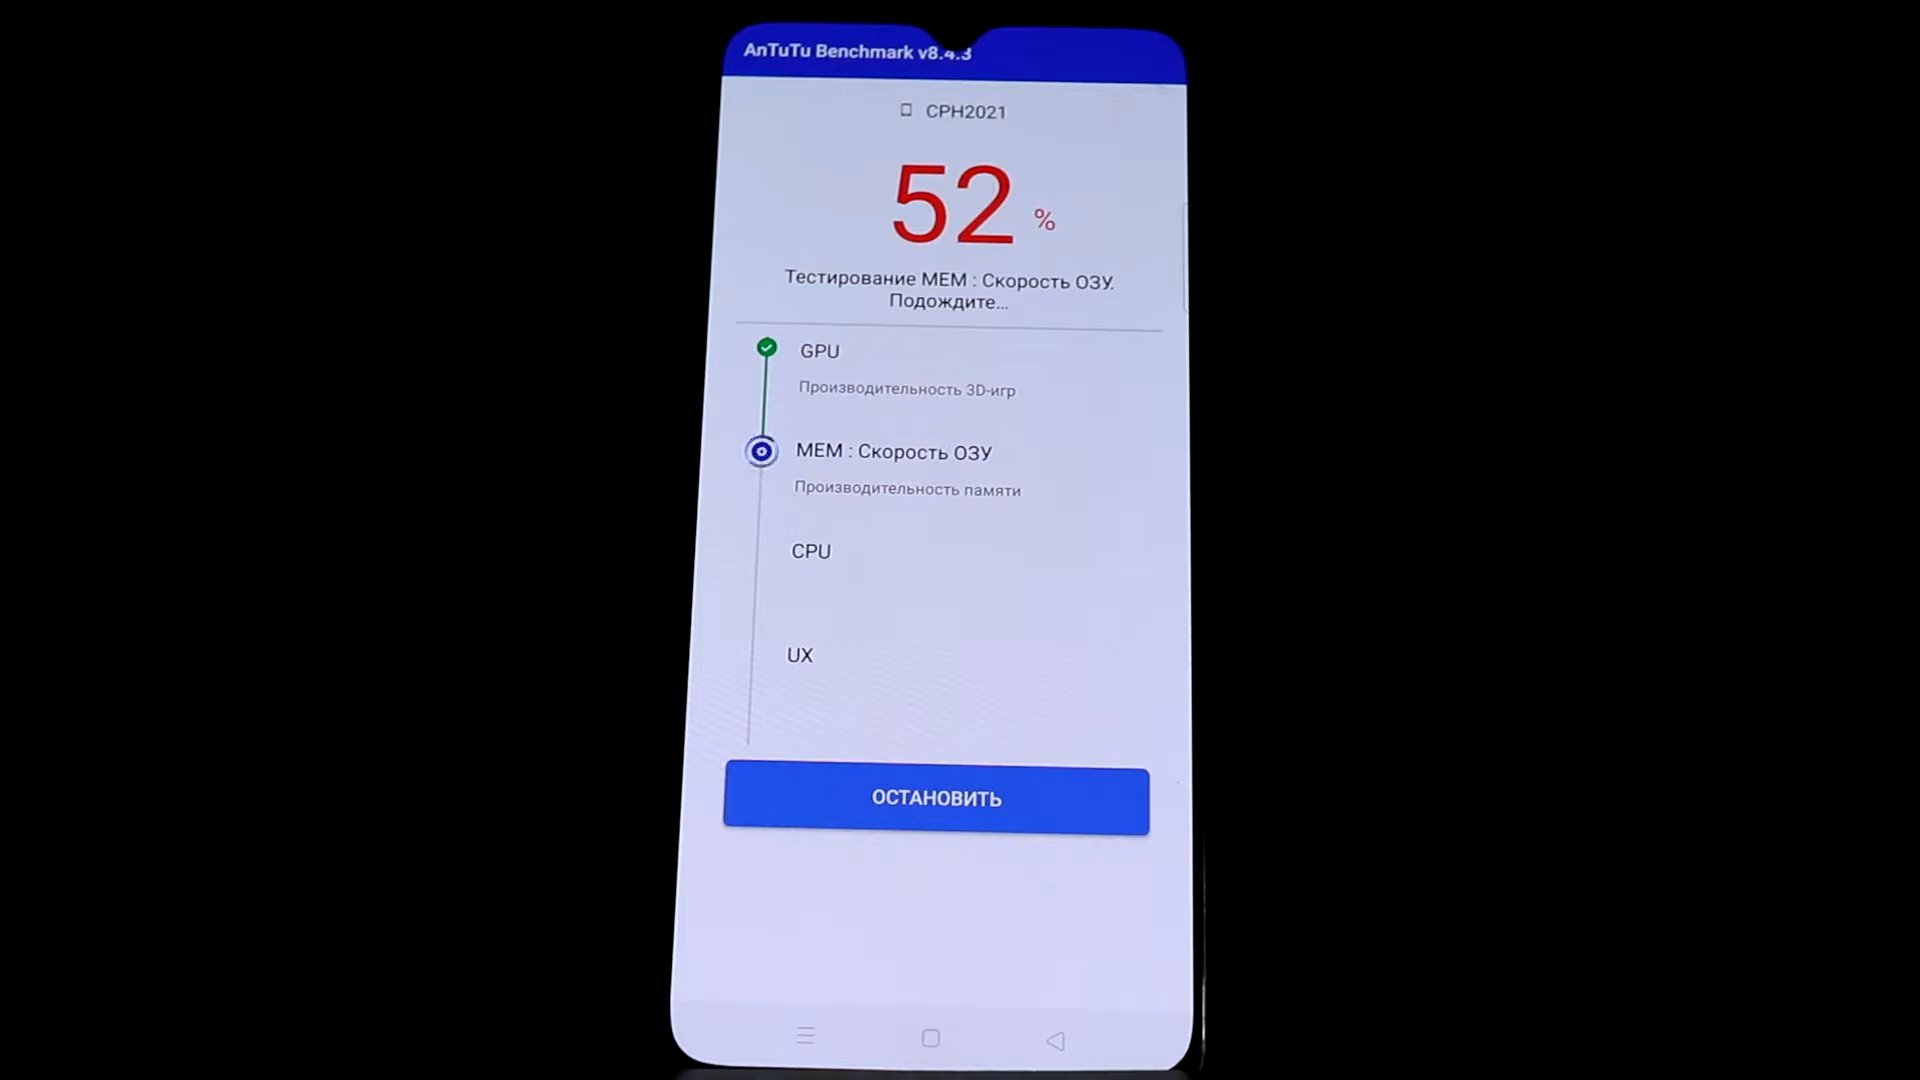 AnTuTu Benchmark v8.4.3
CPH2021
52 %
Тестирование MEM : Скорость ОЗУ.
Подождите...
GPU
Производительность 3D-игр
MEM : Скорость ОЗУ
Производительность памяти
CPU
UX
ОСТАНОВИТЬ